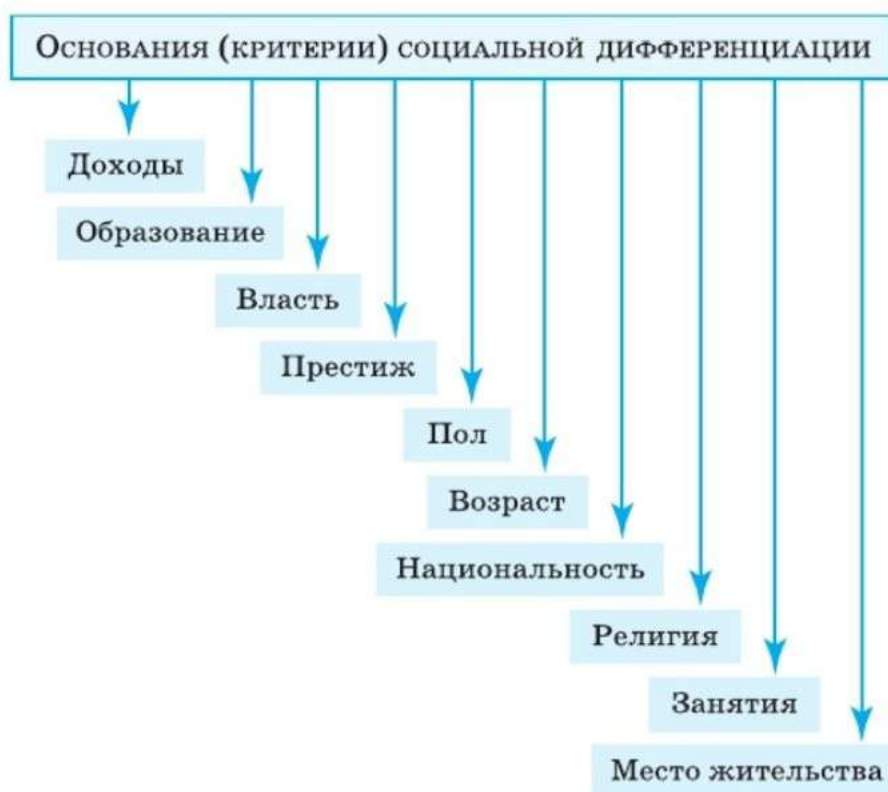 Основания (критерии) социальной дифференциации
Доходы
Образование
Власть
Престиж
Пол
Возраст
Национальность
Религия
Занятия
Место жительства